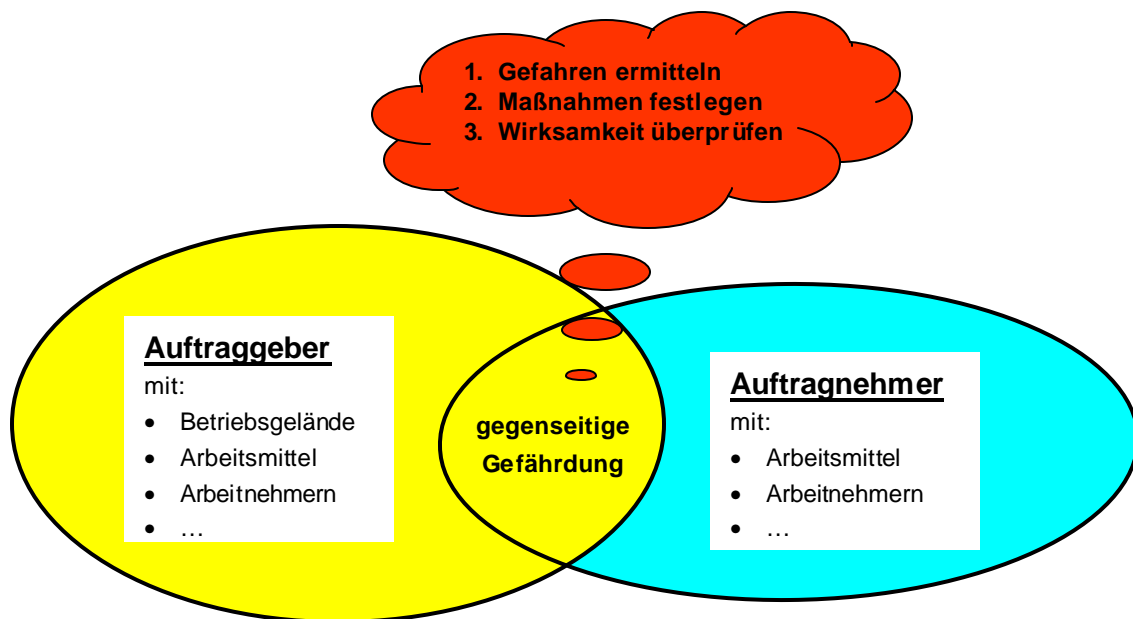 1. Gefahren ermitteln
2. Maßnahmen festlegen
3. Wirksamkeit überprüfen
Auftraggeber
mit:
• Betriebsgelände
• Arbeitsmittel
• Arbeitnehmern
• …
gegenseitige
Gefährdung
Auftragnehmer
mit:
• Arbeitsmittel
• Arbeitnehmern
• …